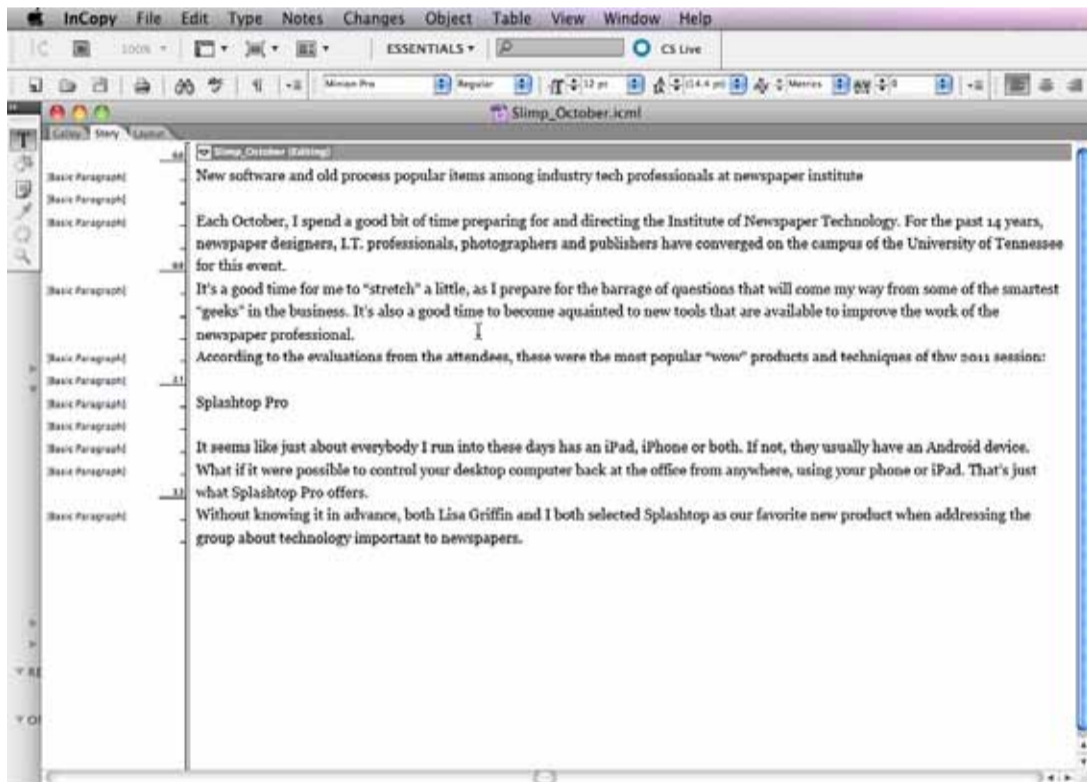 InCopy File Edit Type Notes Changes Object Table View Window Help
100% ESSENTIALS CS Live
Minion Pro Regular 12 pt (14.4 pt) Metrics 0
Slimp_October.icml
Galley Story Layout
0.0 Slimp_October (Editing)
[Basic Paragraph] New software and old process popular items among industry tech professionals at newspaper institute
[Basic Paragraph]
[Basic Paragraph] Each October, I spend a good bit of time preparing for and directing the Institute of Newspaper Technology. For the past 14 years,
newspaper designers, I.T. professionals, photographers and publishers have converged on the campus of the University of Tennessee
for this event.
[Basic Paragraph] It's a good time for me to “stretch” a little, as I prepare for the barrage of questions that will come my way from some of the smartest
“geeks” in the business. It's also a good time to become aquainted to new tools that are available to improve the work of the
newspaper professional.
[Basic Paragraph] According to the evaluations from the attendees, these were the most popular “wow” products and techniques of thw 2011 session:
[Basic Paragraph] 2.1
[Basic Paragraph] Splashtop Pro
[Basic Paragraph]
[Basic Paragraph] It seems like just about everybody I run into these days has an iPad, iPhone or both. If not, they usually have an Android device.
[Basic Paragraph] What if it were possible to control your desktop computer back at the office from anywhere, using your phone or iPad. That's just
what Splashtop Pro offers.
[Basic Paragraph] Without knowing it in advance, both Lisa Griffin and I both selected Splashtop as our favorite new product when addressing the
group about technology important to newspapers.